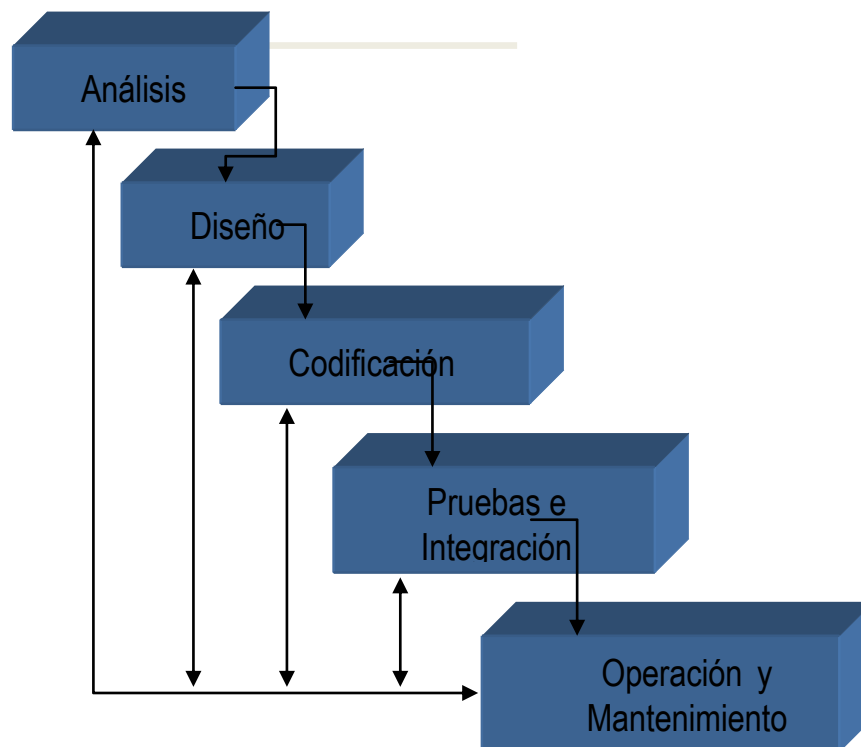 Análisis
Diseño
Codificación
Pruebas e
Integración
Operación y
Mantenimiento